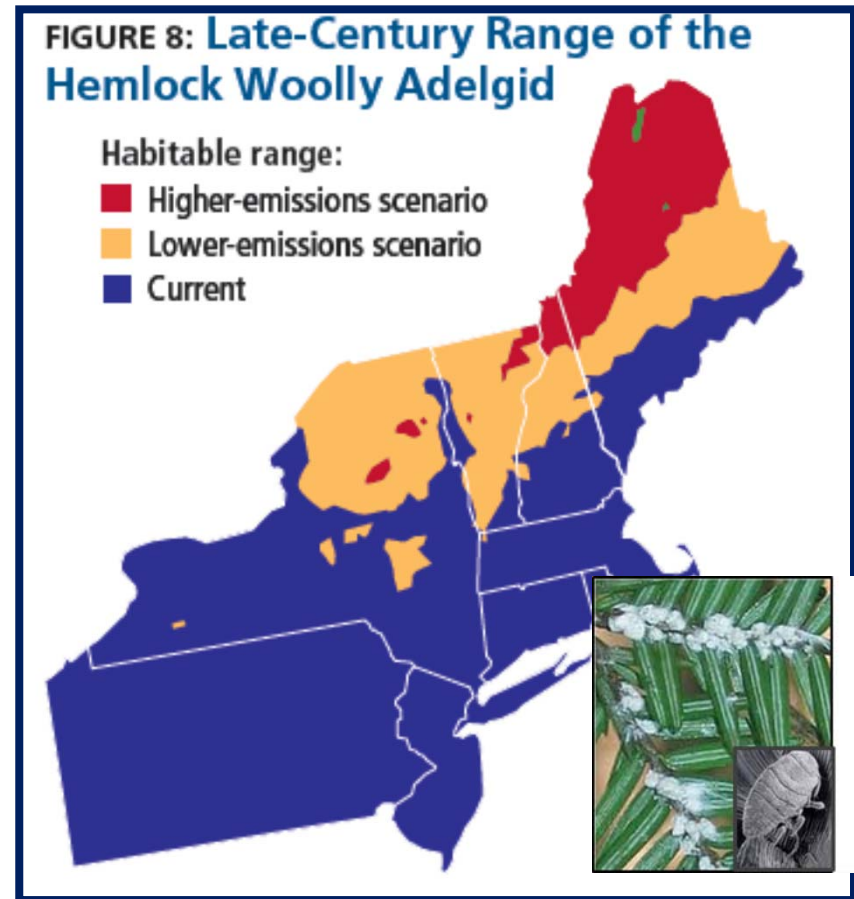 FIGURE 8: Late-Century Range of the
Hemlock Woolly Adelgid
Habitable range:
Higher-emissions scenario
Lower-emissions scenario
Current